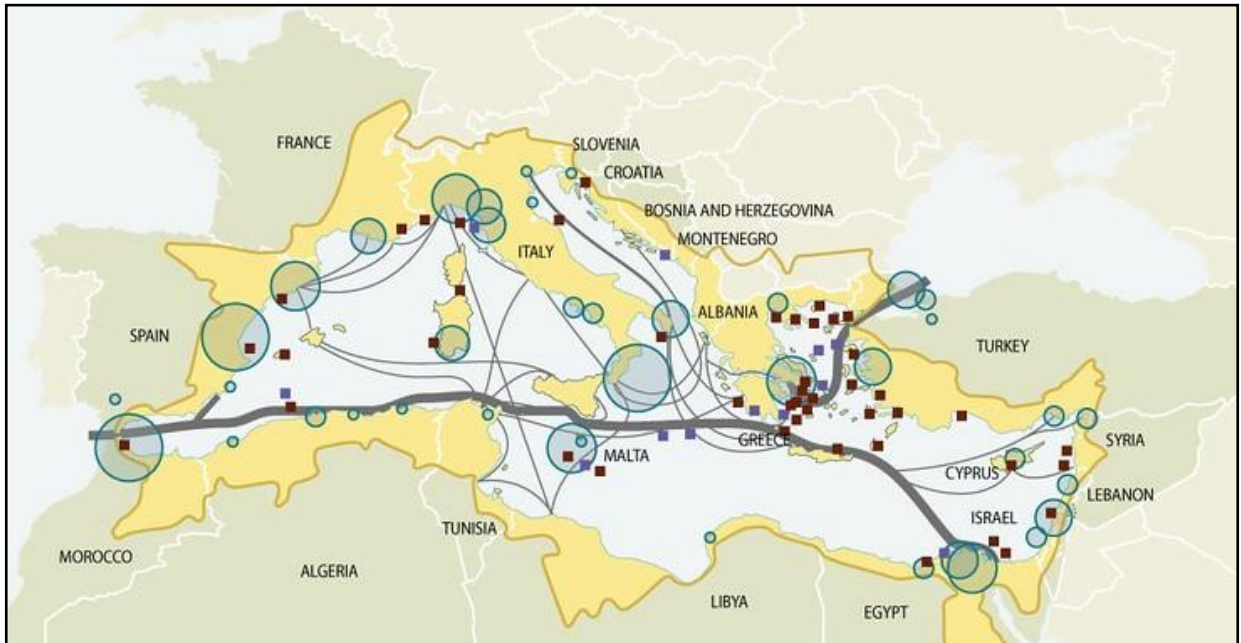 FRANCE
SLOVENIA
CROATIA
BOSNIA AND HERZEGOVINA
MONTENEGRO
ITALY
ALBANIA
SPAIN
TURKEY
GREECE
SYRIA
MALTA
CYPRUS
LEBANON
ISRAEL
TUNISIA
MOROCCO
ALGERIA
LIBYA
EGYPT